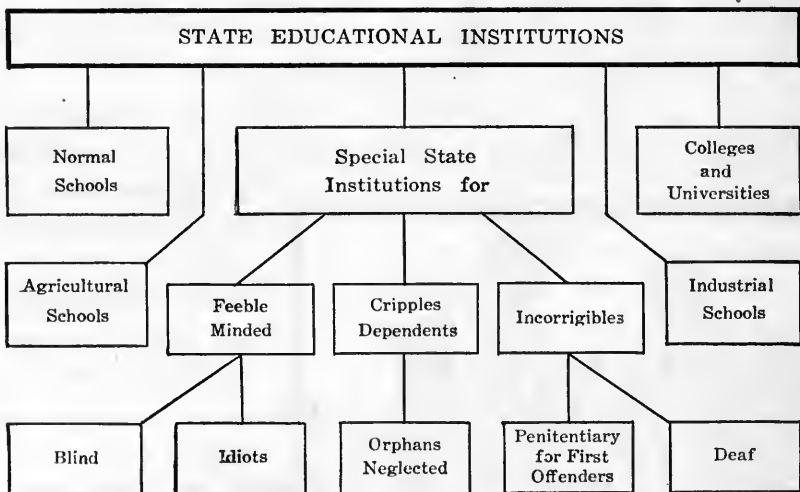 STATE EDUCATIONAL INSTITUTIONS
Normal
Schools
Special State
Institutions for
Colleges
and
Universities
Agricultural
Schools
Feeble
Minded
Cripples
Dependents
Incorrigibles
Industrial
Schools
Blind
Idiots
Orphans
Neglected
Penitentiary
for First
Offenders
Deaf